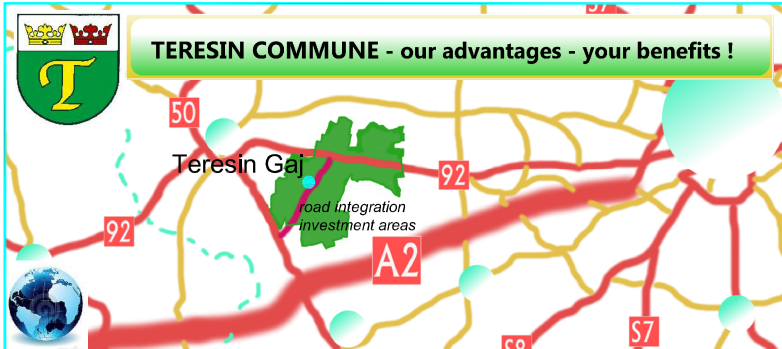 TERESIN COMMUNE - our advantages - your benefits !
T
50
Teresin Gaj
92
road integration
investment areas
92
A2
S7